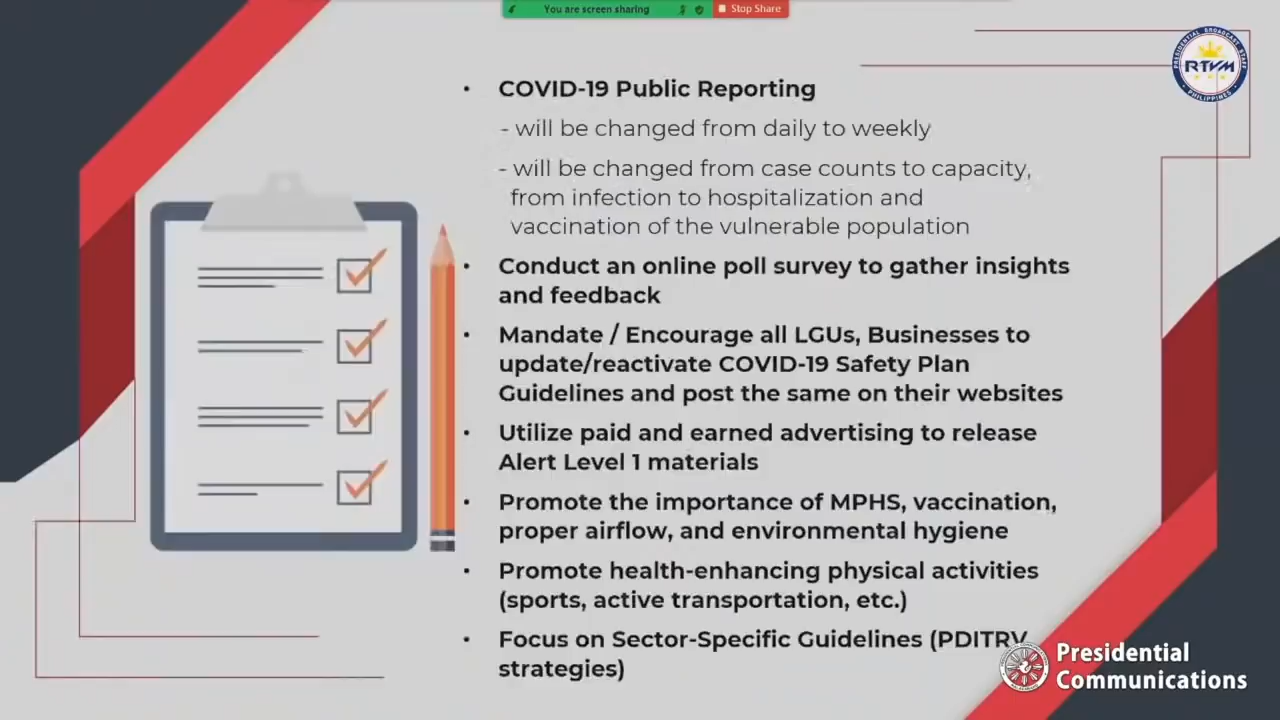 You are screen sharing
Stop Share
PRESIDENTIAL BROADCAST STAFF
RTVM
PHILIPPINES
• COVID-19 Public Reporting
- will be changed from daily to weekly
- will be changed from case counts to capacity,
from infection to hospitalization and
vaccination of the vulnerable population
• Conduct an online poll survey to gather insights
and feedback
• Mandate / Encourage all LGUs, Businesses to
update/reactivate COVID-19 Safety Plan
Guidelines and post the same on their websites
• Utilize paid and earned advertising to release
Alert Level 1 materials
• Promote the importance of MPHS, vaccination,
proper airflow, and environmental hygiene
• Promote health-enhancing physical activities
(sports, active transportation, etc.)
• Focus on Sector-Specific Guidelines (PDITRV
strategies)
Presidential
Communications